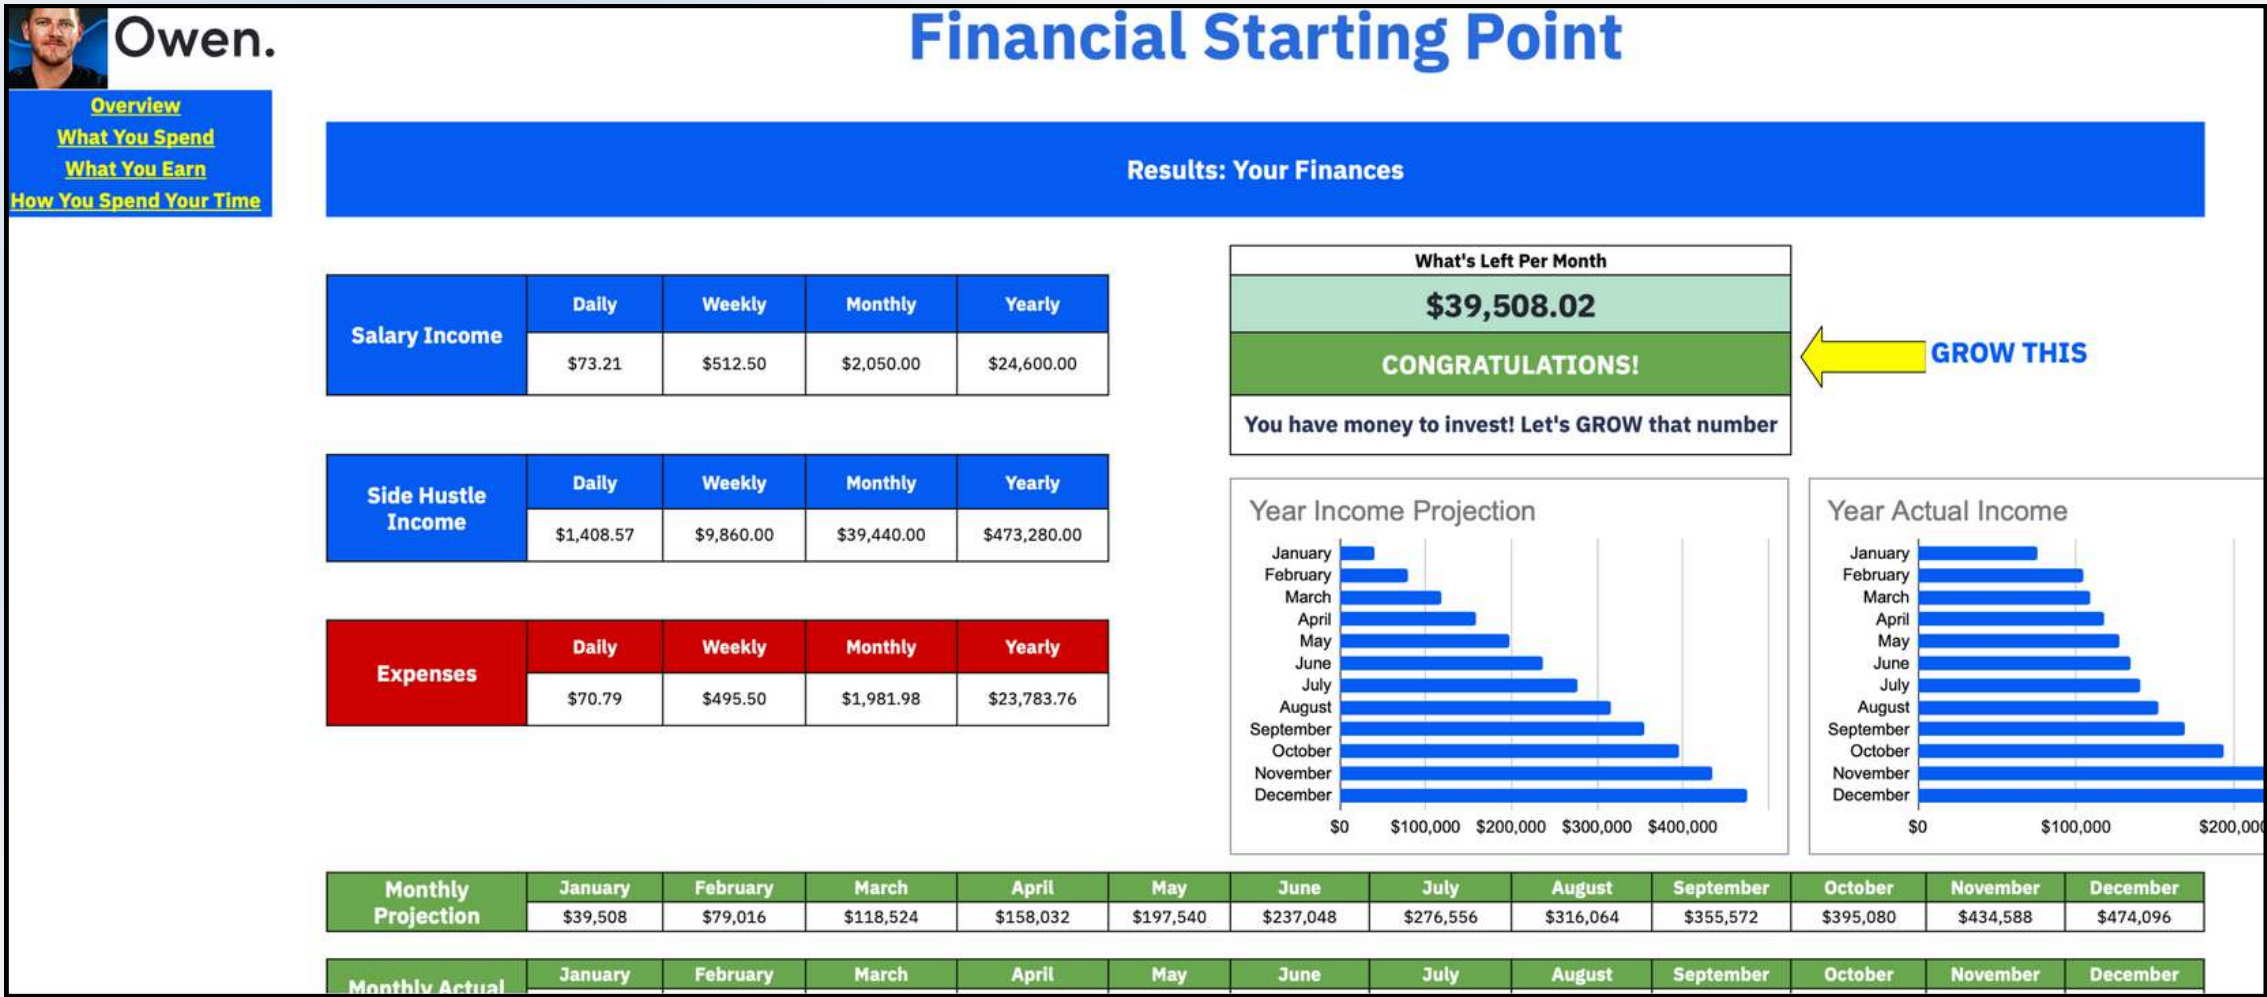 Owen.
Financial Starting Point
Overview
What You Spend
What You Earn
How You Spend Your Time
Results: Your Finances
Salary Income
Daily Weekly Monthly Yearly
$73.21 $512.50 $2,050.00 $24,600.00
Side Hustle
Income
Daily Weekly Monthly Yearly
$1,408.57 $9,860.00 $39,440.00 $473,280.00
Expenses
Daily Weekly Monthly Yearly
$70.79 $495.50 $1,981.98 $23,783.76
What's Left Per Month
$39,508.02
CONGRATULATIONS!
You have money to invest! Let's GROW that number
GROW THIS
Year Income Projection
January
February
March
April
May
June
July
August
September
October
November
December
$0 $100,000 $200,000 $300,000 $400,000
Year Actual Income
January
February
March
April
May
June
July
August
September
October
November
December
$0 $100,000 $200,000
Monthly
Projection
January February March April May June July August September October November December
$39,508 $79,016 $118,524 $158,032 $197,540 $237,048 $276,556 $316,064 $355,572 $395,080 $434,588 $474,096
Monthly Actual
January February March April May June July August September October November December